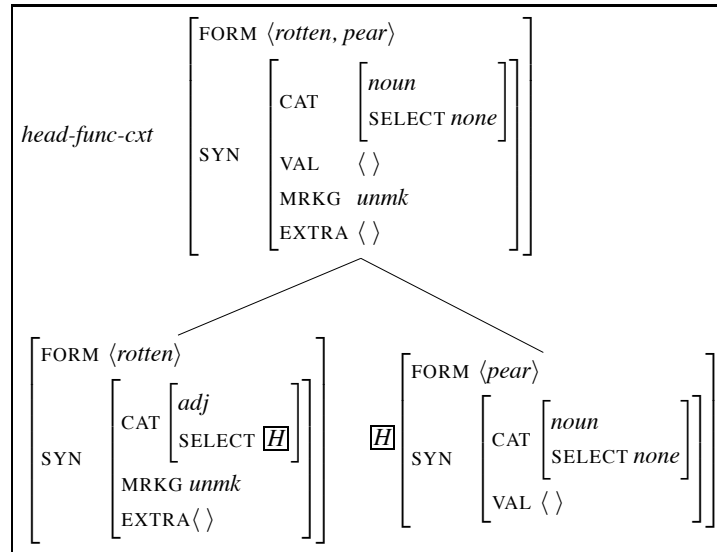 FORM ⟨rotten, pear⟩
noun
CAT
SELECT none
head-func-cxt
SYN
VAL ⟨ ⟩
MRKG unmk
EXTRA ⟨ ⟩
FORM ⟨rotten⟩
adj
CAT
SELECT H
SYN
MRKG unmk
EXTRA⟨ ⟩
FORM ⟨pear⟩
noun
H
CAT
SYN
SELECT none
VAL ⟨ ⟩